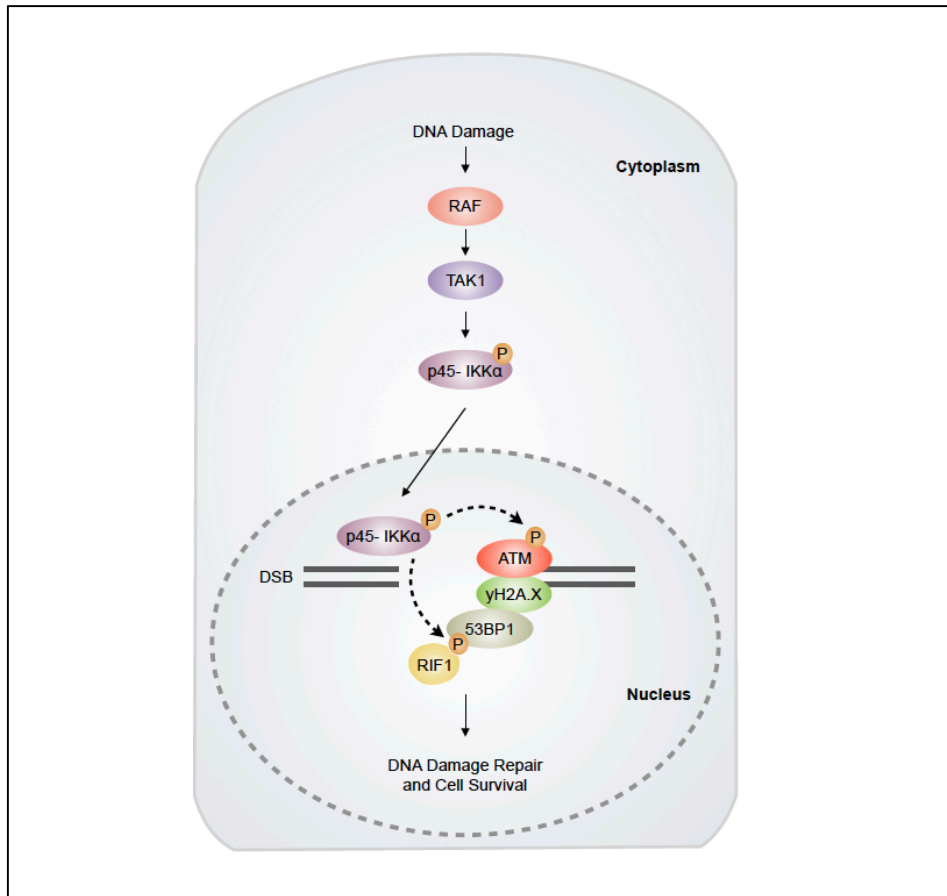 DNA Damage
Cytoplasm
RAF
TAK1
P
p45- IKKα
P
p45- IKKα
P
ATM
DSB
yH2A.X
53BP1
P
RIF1
Nucleus
DNA Damage Repair
and Cell Survival